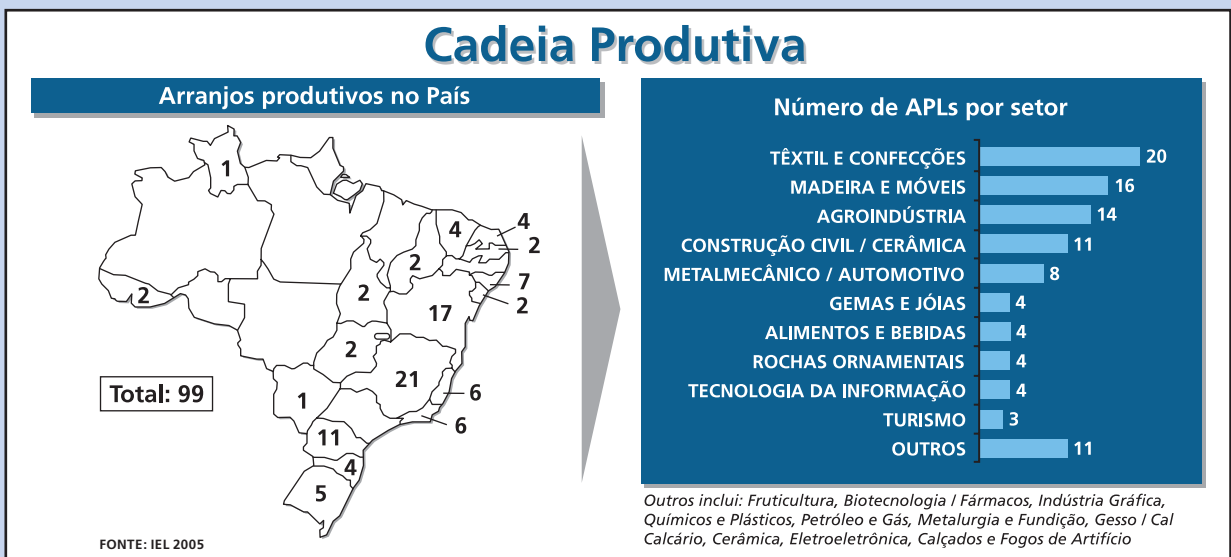 Cadeia Produtiva
Arranjos produtivos no País
1
4
4
2
2
7
2
2
2
17
2
21
6
1
6
11
4
5
Total: 99
FONTE: IEL 2005
Número de APLs por setor
TÊXTIL E CONFECÇÕES 20
MADEIRA E MÓVEIS 16
AGROINDÚSTRIA 14
CONSTRUÇÃO CIVIL / CERÂMICA 11
METALMECÂNICO / AUTOMOTIVO 8
GEMAS E JÓIAS 4
ALIMENTOS E BEBIDAS 4
ROCHAS ORNAMENTAIS 4
TECNOLOGIA DA INFORMAÇÃO 4
TURISMO 3
OUTROS 11
Outros inclui: Fruticultura, Biotecnologia / Fármacos, Indústria Gráfica,
Químicos e Plásticos, Petróleo e Gás, Metalurgia e Fundição, Gesso / Cal
Calcário, Cerâmica, Eletroeletrônica, Calçados e Fogos de Artifício